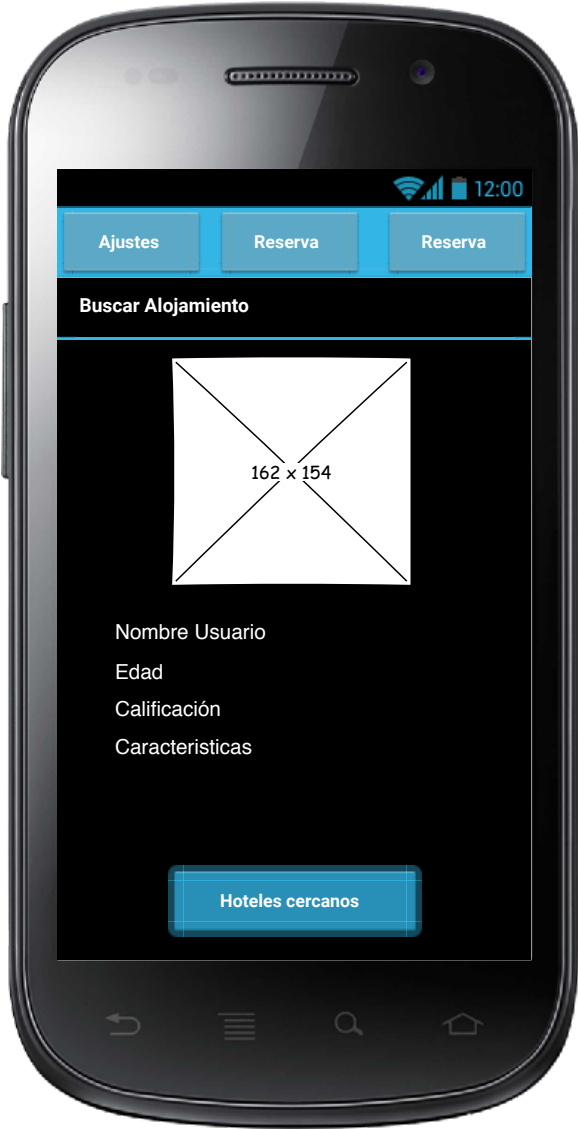 12:00
Ajustes Reserva Reserva
Buscar Alojamiento
162 x 154
Nombre Usuario
Edad
Calificación
Caracteristicas
Hoteles cercanos